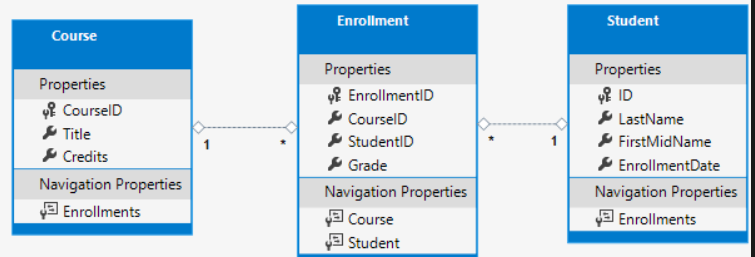 Course
Properties
CourseID
Title
Credits
Navigation Properties
Enrollments
1
*
Enrollment
Properties
EnrollmentID
CourseID
StudentID
Grade
Navigation Properties
Course
Student
*
1
Student
Properties
ID
LastName
FirstMidName
EnrollmentDate
Navigation Properties
Enrollments